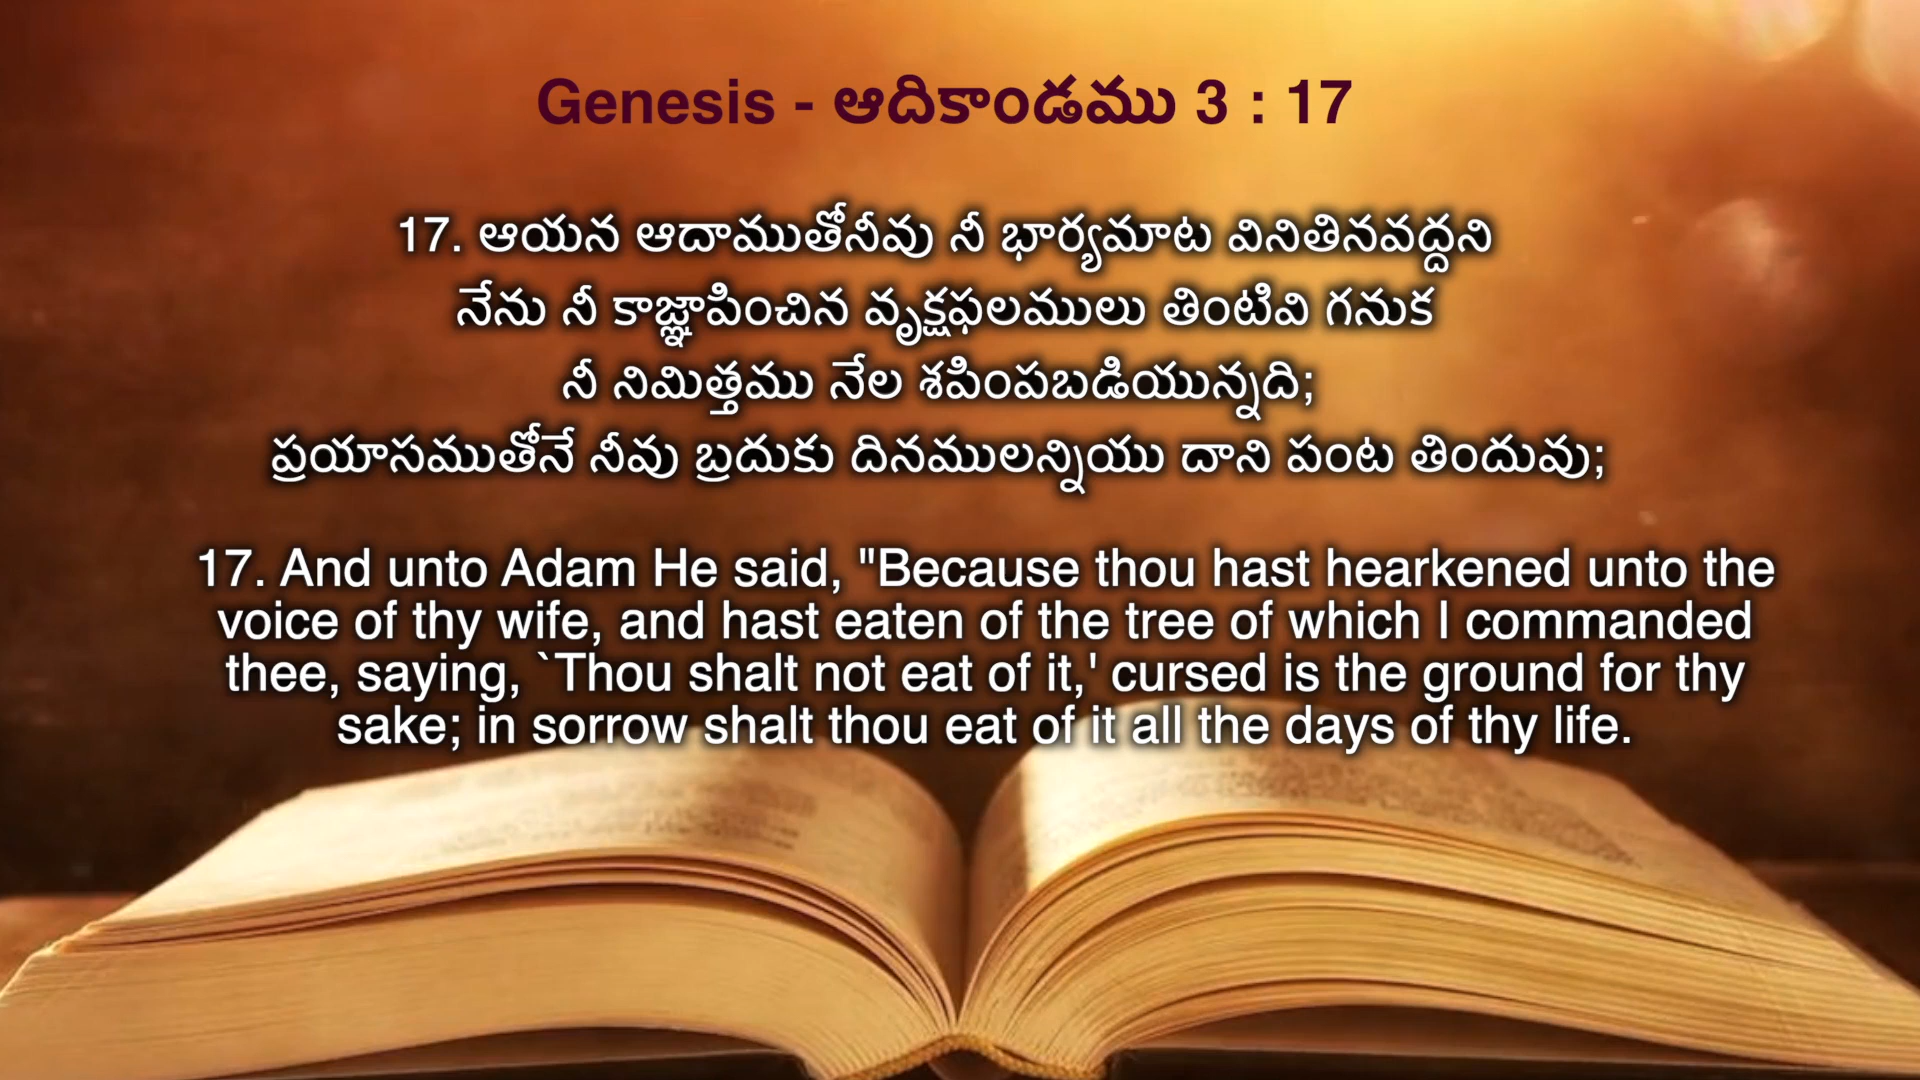 Genesis - ఆదికాండము 3 : 17
17. ఆయన ఆదాముతోనీవు నీ భార్యమాట వినితినవద్దని
నేను నీ కాజ్ఞాపించిన వృక్షఫలములు తింటివి గనుక
నీ నిమిత్తము నేల శపింపబడియున్నది;
ప్రయాసముతోనే నీవు బ్రదుకు దినములన్నియు దాని పంట తిందువు;
17. And unto Adam He said, "Because thou hast hearkened unto the
voice of thy wife, and hast eaten of the tree of which I commanded
thee, saying, `Thou shalt not eat of it,' cursed is the ground for thy
sake; in sorrow shalt thou eat of it all the days of thy life.